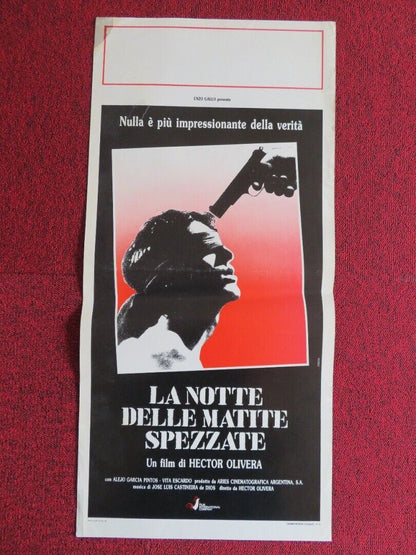 ENZO GALLO presenta
Nulla è più impressionante della verità
LA NOTTE
DELLE MATITE
SPEZZATE
Un film di HECTOR OLIVERA
con ALEJO GARCIA PINTOS - VITA ESCARDO prodotto da ARIES CINEMATOGRAFICA ARGENTINA, S.A.
musica di JOSE LUIS CASTINEIRA de DIOS diretto da HECTOR OLIVERA